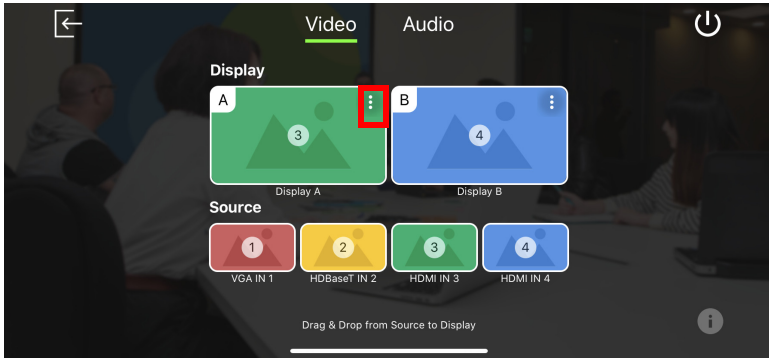 Video Audio
Display
A B
3 4
Display A Display B
Source
1 2 3 4
VGA IN 1 HDBaseT IN 2 HDMI IN 3 HDMI IN 4
Drag & Drop from Source to Display
i